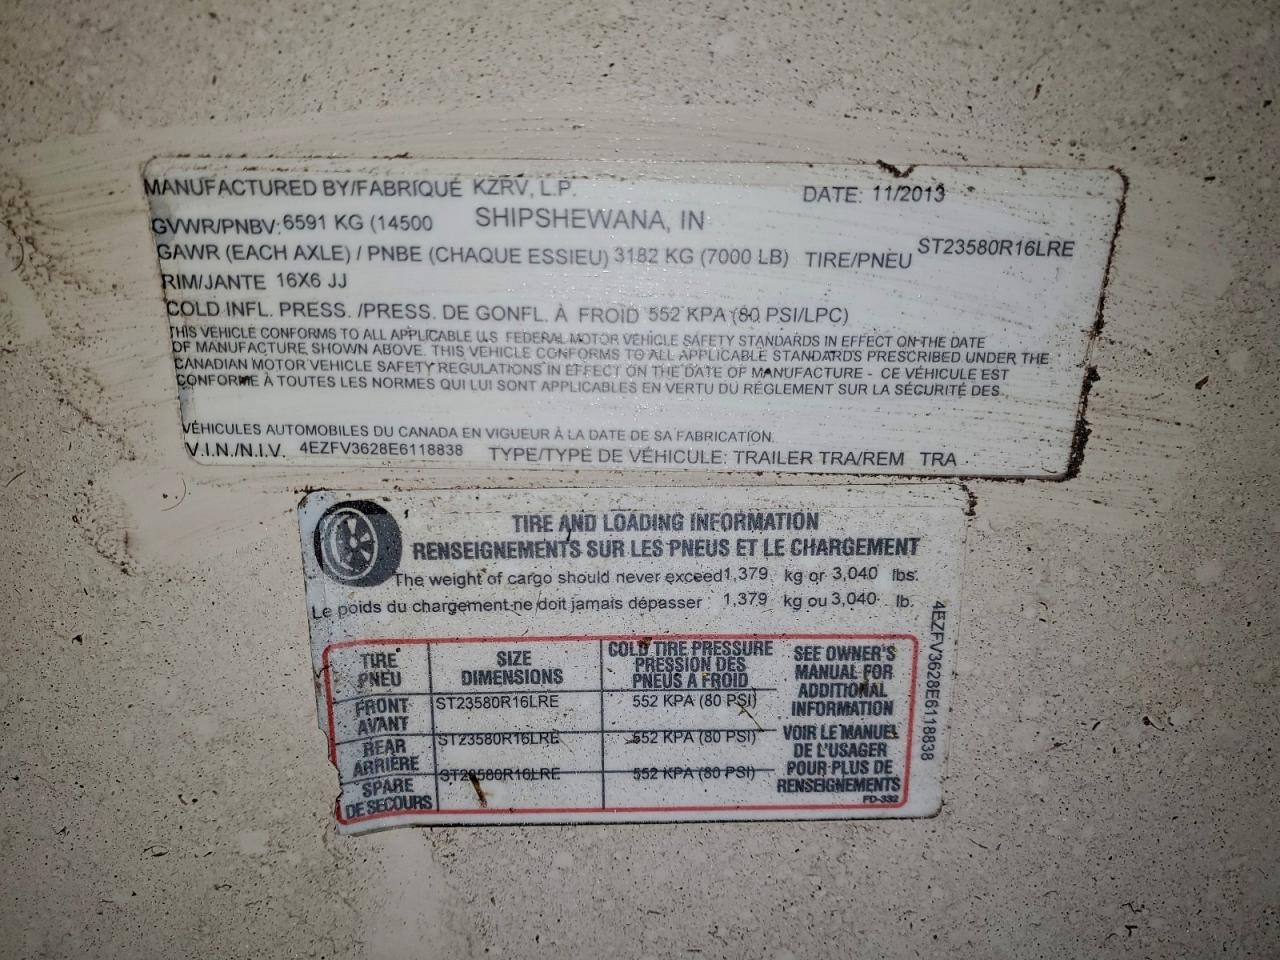 MANUFACTURED BY/FABRIQUÉ KZRV, L.P. DATE: 11/2013
GVWR/PNBV: 6591 KG (14500 SHIPSHEWANA, IN
GAWR (EACH AXLE) / PNBE (CHAQUE ESSIEU) 3182 KG (7000 LB) TIRE/PNEU ST23580R16LRE
RIM/JANTE 16X6 JJ
COLD INFL. PRESS. /PRESS. DE GONFL. À FROID 552 KPA (80 PSI/LPC)
THIS VEHICLE CONFORMS TO ALL APPLICABLE U.S. FEDERAL MOTOR VEHICLE SAFETY STANDARDS IN EFFECT ON THE DATE
OF MANUFACTURE SHOWN ABOVE. THIS VEHICLE CONFORMS TO ALL APPLICABLE STANDARDS PRESCRIBED UNDER THE
CANADIAN MOTOR VEHICLE SAFETY REGULATIONS IN EFFECT ON THE DATE OF MANUFACTURE - CE VÉHICULE EST
CONFORME À TOUTES LES NORMES QUI LUI SONT APPLICABLES EN VERTU DU RÉGLEMENT SUR LA SÉCURITÉ DES
VÉHICULES AUTOMOBILES DU CANADA EN VIGUEUR À LA DATE DE SA FABRICATION.
V.I.N./N.I.V. 4EZFV3628E6118838 TYPE/TYPE DE VÉHICULE: TRAILER TRA/REM TRA
TIRE AND LOADING INFORMATION
RENSEIGNEMENTS SUR LES PNEUS ET LE CHARGEMENT
The weight of cargo should never exceed 1,379 kg or 3,040 lbs.
Le poids du chargement ne doit jamais dépasser 1,379 kg ou 3,040 lb.
TIRE
PNEU
SIZE
DIMENSIONS
COLD TIRE PRESSURE
PRESSION DES
PNEUS A FROID
SEE OWNER'S
MANUAL FOR
ADDITIONAL
INFORMATION
FRONT
AVANT
ST23580R16LRE
552 KPA (80 PSI)
REAR
ARRIÈRE
ST23580R16LRE
552 KPA (80 PSI)
SPARE
DE SECOURS
ST23580R16LRE
552 KPA (80 PSI)
VOIR LE MANUEL
DE L'USAGER
POUR PLUS DE
RENSEIGNEMENTS
FD-332
4EZFV3628E6118838